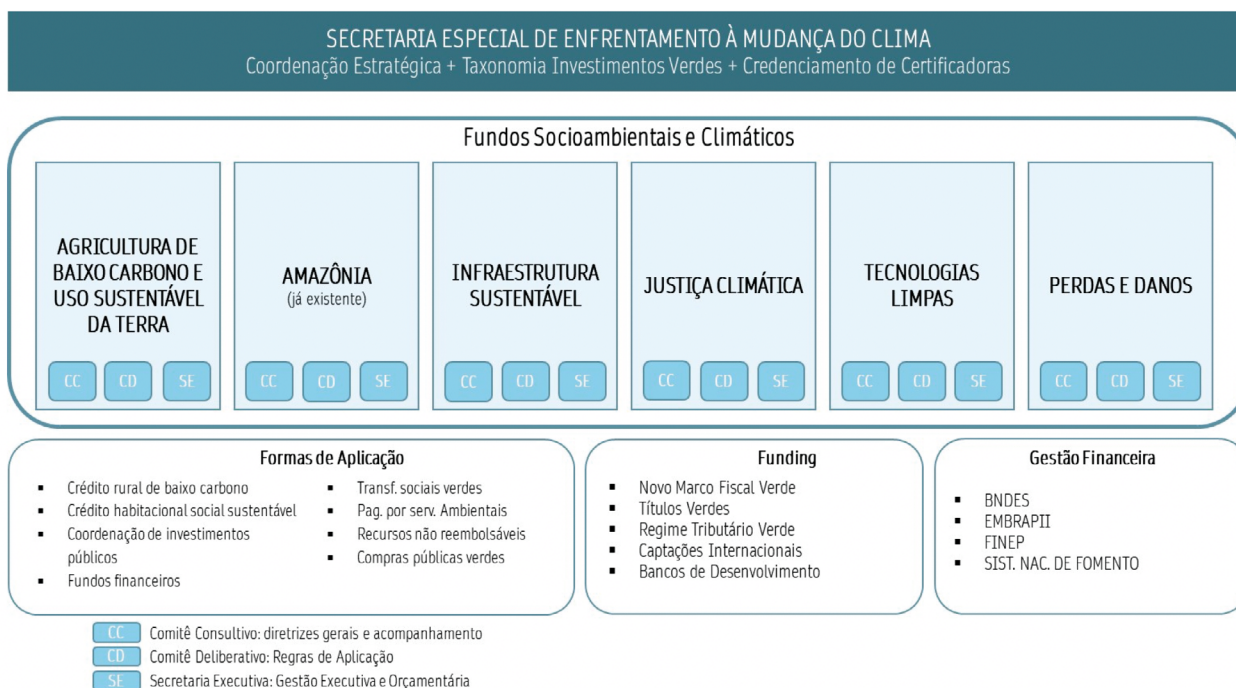 SECRETARIA ESPECIAL DE ENFRENTAMENTO À MUDANÇA DO CLIMA
Coordenação Estratégica + Taxonomia Investimentos Verdes + Credenciamento de Certificadoras
Fundos Socioambientais e Climáticos
AGRICULTURA DE
BAIXO CARBONO E
USO SUSTENTÁVEL
DA TERRA
CC CD SE
AMAZÔNIA
(já existente)
CC CD SE
INFRAESTRUTURA
SUSTENTÁVEL
CC CD SE
JUSTIÇA CLIMÁTICA
CC CD SE
TECNOLOGIAS
LIMPAS
CC CD SE
PERDAS E DANOS
CC CD SE
Formas de Aplicação
▪ Crédito rural de baixo carbono
▪ Crédito habitacional social sustentável
▪ Coordenação de investimentos
públicos
▪ Fundos financeiros
▪ Transf. sociais verdes
▪ Pag. por serv. Ambientais
▪ Recursos não reembolsáveis
▪ Compras públicas verdes
Funding
▪ Novo Marco Fiscal Verde
▪ Títulos Verdes
▪ Regime Tributário Verde
▪ Captações Internacionais
▪ Bancos de Desenvolvimento
Gestão Financeira
▪ BNDES
▪ EMBRAPII
▪ FINEP
▪ SIST. NAC. DE FOMENTO
CC Comitê Consultivo: diretrizes gerais e acompanhamento
CD Comitê Deliberativo: Regras de Aplicação
SE Secretaria Executiva: Gestão Executiva e Orçamentária